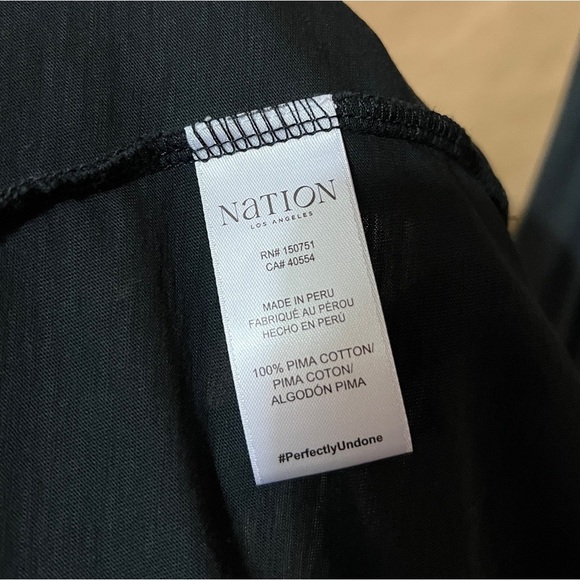 NaTION
LOS ANGELES
RN# 150751
CA# 40554
MADE IN PERU
FABRIQUÉ AU PÉROU
HECHO EN PERÚ
100% PIMA COTTON/
PIMA COTON/
ALGODÓN PIMA
#PerfectlyUndone